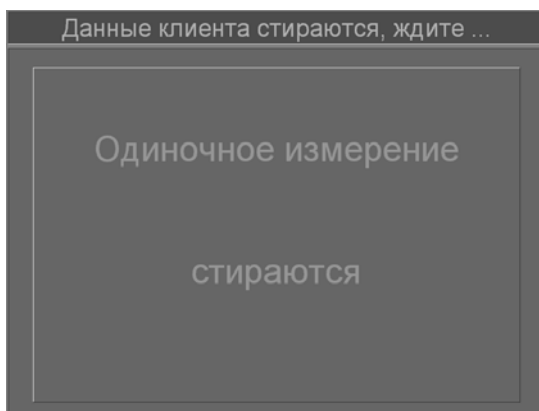 Данные клиента стираются, ждите ...
Одиночное измерение
стираются